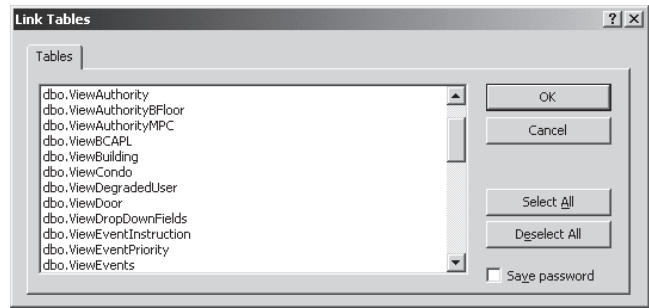 Link Tables
Tables
dbo.ViewAuthority
dbo.ViewAuthorityBFloor
dbo.ViewAuthorityMPC
dbo.ViewBCAPL
dbo.ViewBuilding
dbo.ViewCondo
dbo.ViewDegradedUser
dbo.ViewDoor
dbo.ViewDropDownFields
dbo.ViewEventInstruction
dbo.ViewEventPriority
dbo.ViewEvents
OK
Cancel
Select All
Deselect All
Save password